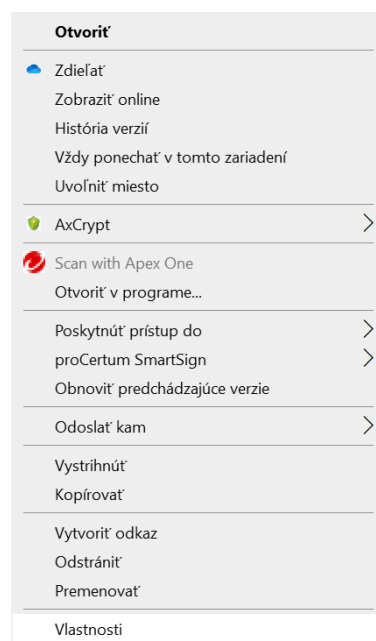 Otvoriť
Zdieľať
Zobraziť online
História verzií
Vždy ponechať v tomto zariadení
Uvoľniť miesto
AxCrypt
Scan with Apex One
Otvoriť v programe...
Poskytnúť prístup do
proCertum SmartSign
Obnoviť predchádzajúce verzie
Odoslať kam
Vystrihnúť
Kopírovať
Vytvoriť odkaz
Odstrániť
Premenovať
Vlastnosti